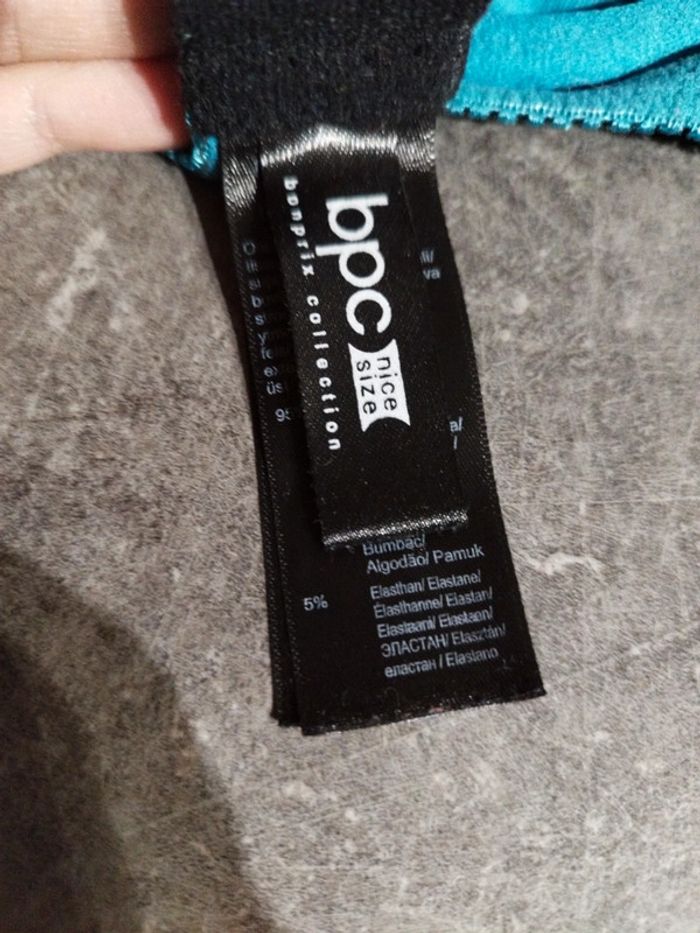 bpc
nice
size
bonprix collection
Bumbac/
Algodão/ Pamuk
5%
Elasthan/ Elastane/
Élasthanne/ Elastan/
Elastaani/ Elastaan/
ЭЛАСТАН/ Elasztán/
еластан / Elastano